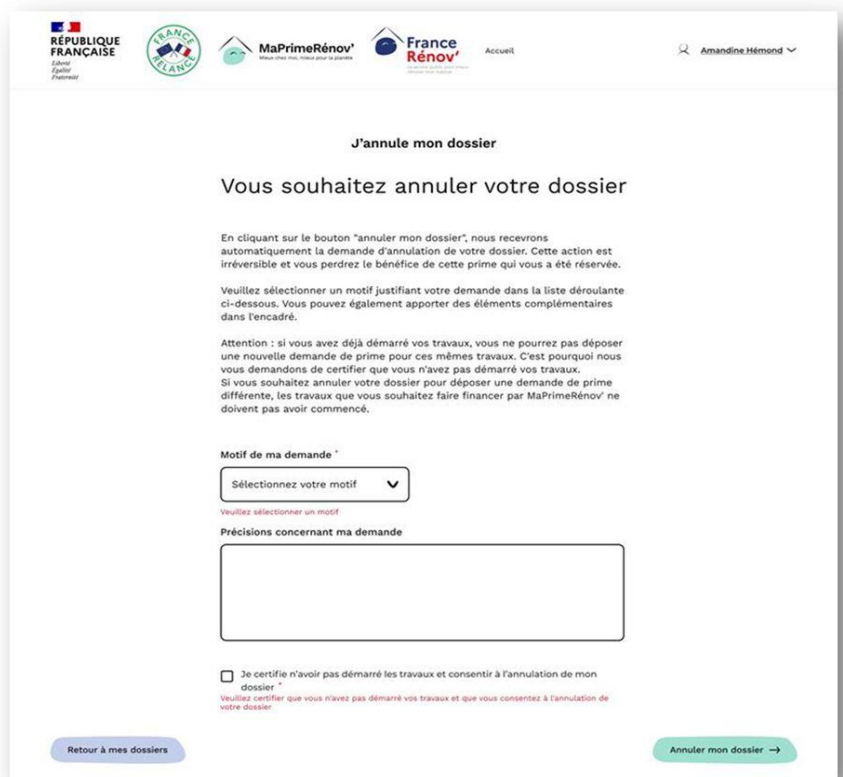 RÉPUBLIQUE
FRANÇAISE
Liberté
Égalité
Fraternité
FRANCE
RELANCE
MaPrimeRénov'
Mieux chez moi, mieux pour la planète
France
Rénov'
Accueil
Amandine Hémond
J'annule mon dossier
Vous souhaitez annuler votre dossier
En cliquant sur le bouton "annuler mon dossier", nous recevrons
automatiquement la demande d'annulation de votre dossier. Cette action est
irréversible et vous perdrez le bénéfice de cette prime qui vous a été réservée.
Veuillez sélectionner un motif justifiant votre demande dans la liste déroulante
ci-dessous. Vous pouvez également apporter des éléments complémentaires
dans l'encadré.
Attention : si vous avez déjà démarré vos travaux, vous ne pourrez pas déposer
une nouvelle demande de prime pour ces mêmes travaux. C'est pourquoi nous
vous demandons de certifier que vous n'avez pas démarré vos travaux.
Si vous souhaitez annuler votre dossier pour déposer une demande de prime
différente, les travaux que vous souhaitez faire financer par MaPrimeRénov' ne
doivent pas avoir commencé.
Motif de ma demande *
Sélectionnez votre motif
Veuillez sélectionner un motif
Précisions concernant ma demande
Je certifie n'avoir pas démarré les travaux et consentir à l'annulation de mon
dossier *
Veuillez certifier que vous n'avez pas démarré vos travaux et que vous consentez à l'annulation de
votre dossier
Retour à mes dossiers
Annuler mon dossier →